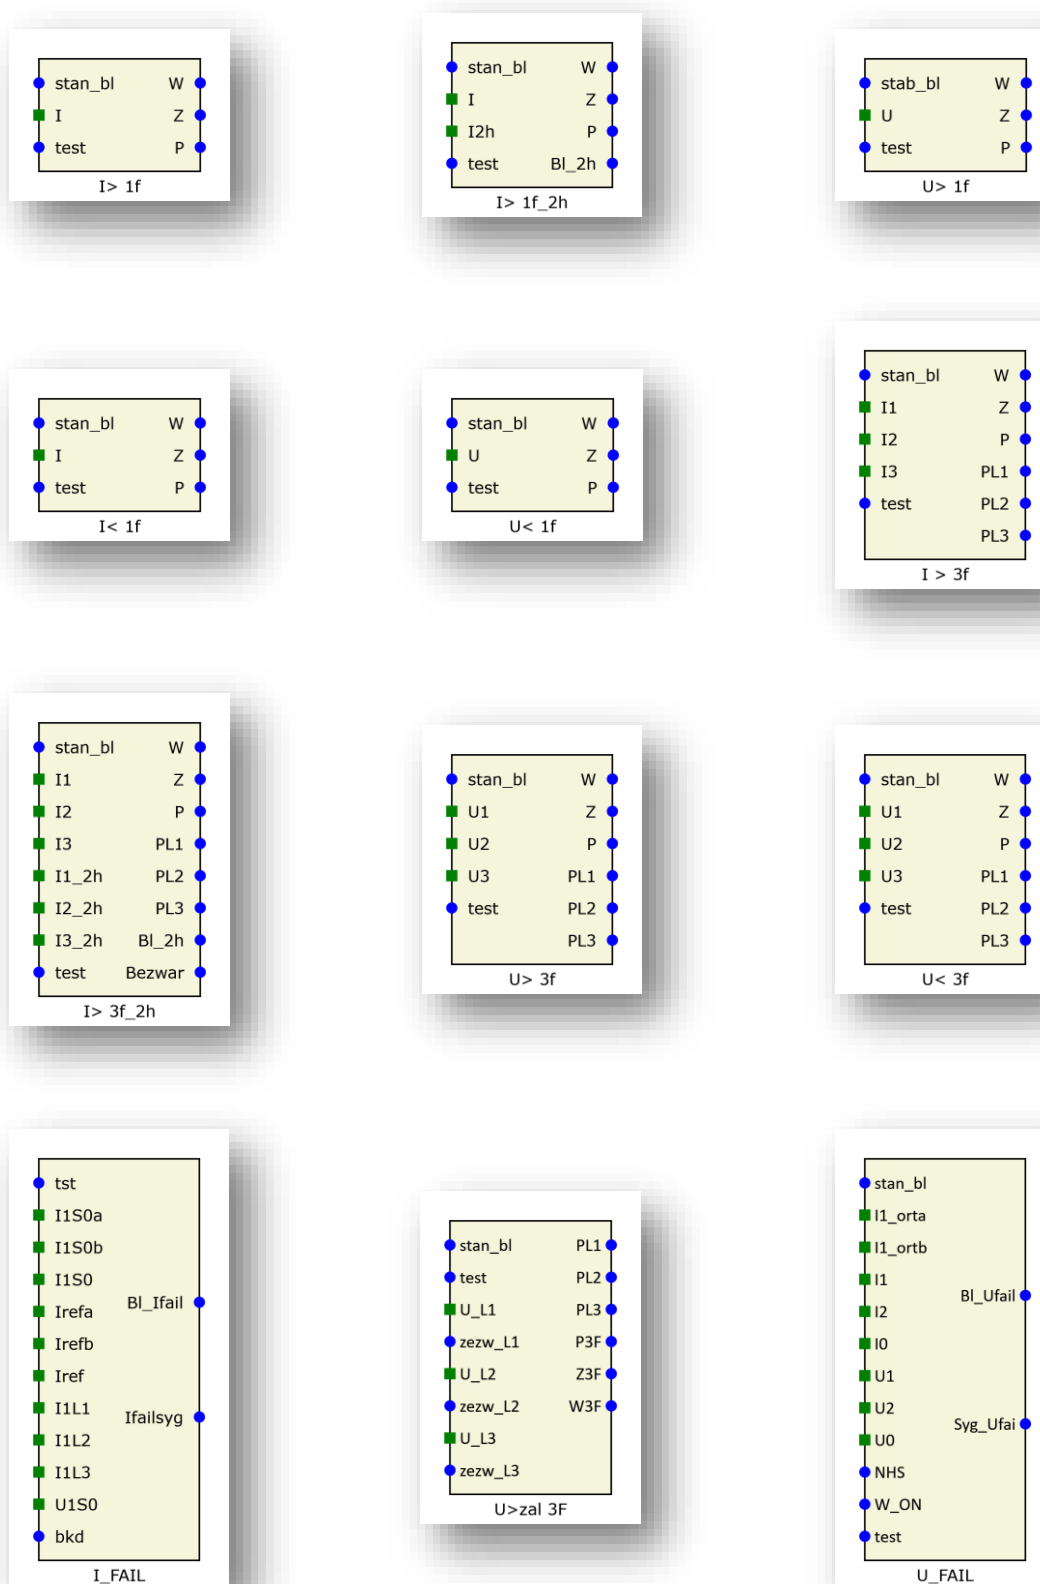 stan_bl W
I Z
test P
I> 1f
stan_bl W
I Z
I2h P
test Bl_2h
I> 1f_2h
stab_bl W
U Z
test P
U> 1f
stan_bl W
I Z
test P
I< 1f
stan_bl W
U Z
test P
U< 1f
stan_bl W
I1 Z
I2 P
I3 PL1
test PL2
PL3
I > 3f
stan_bl W
I1 Z
I2 P
I3 PL1
I1_2h PL2
I2_2h PL3
I3_2h Bl_2h
test Bezwar
I> 3f_2h
stan_bl W
U1 Z
U2 P
U3 PL1
test PL2
PL3
U> 3f
stan_bl W
U1 Z
U2 P
U3 PL1
test PL2
PL3
U< 3f
tst
I1S0a
I1S0b
I1S0
Bl_Ifail
Irefa
Irefb
Iref
I1L1
Ifailsyg
I1L2
I1L3
U1S0
bkd
I_FAIL
stan_bl PL1
test PL2
U_L1 PL3
zezw_L1 P3F
U_L2 Z3F
zezw_L2 W3F
U_L3
zezw_L3
U>zal 3F
stan_bl
I1_orta
I1_ortb
I1
Bl_Ufail
I2
I0
U1
U2
Syg_Ufai
U0
NHS
W_ON
test
U_FAIL